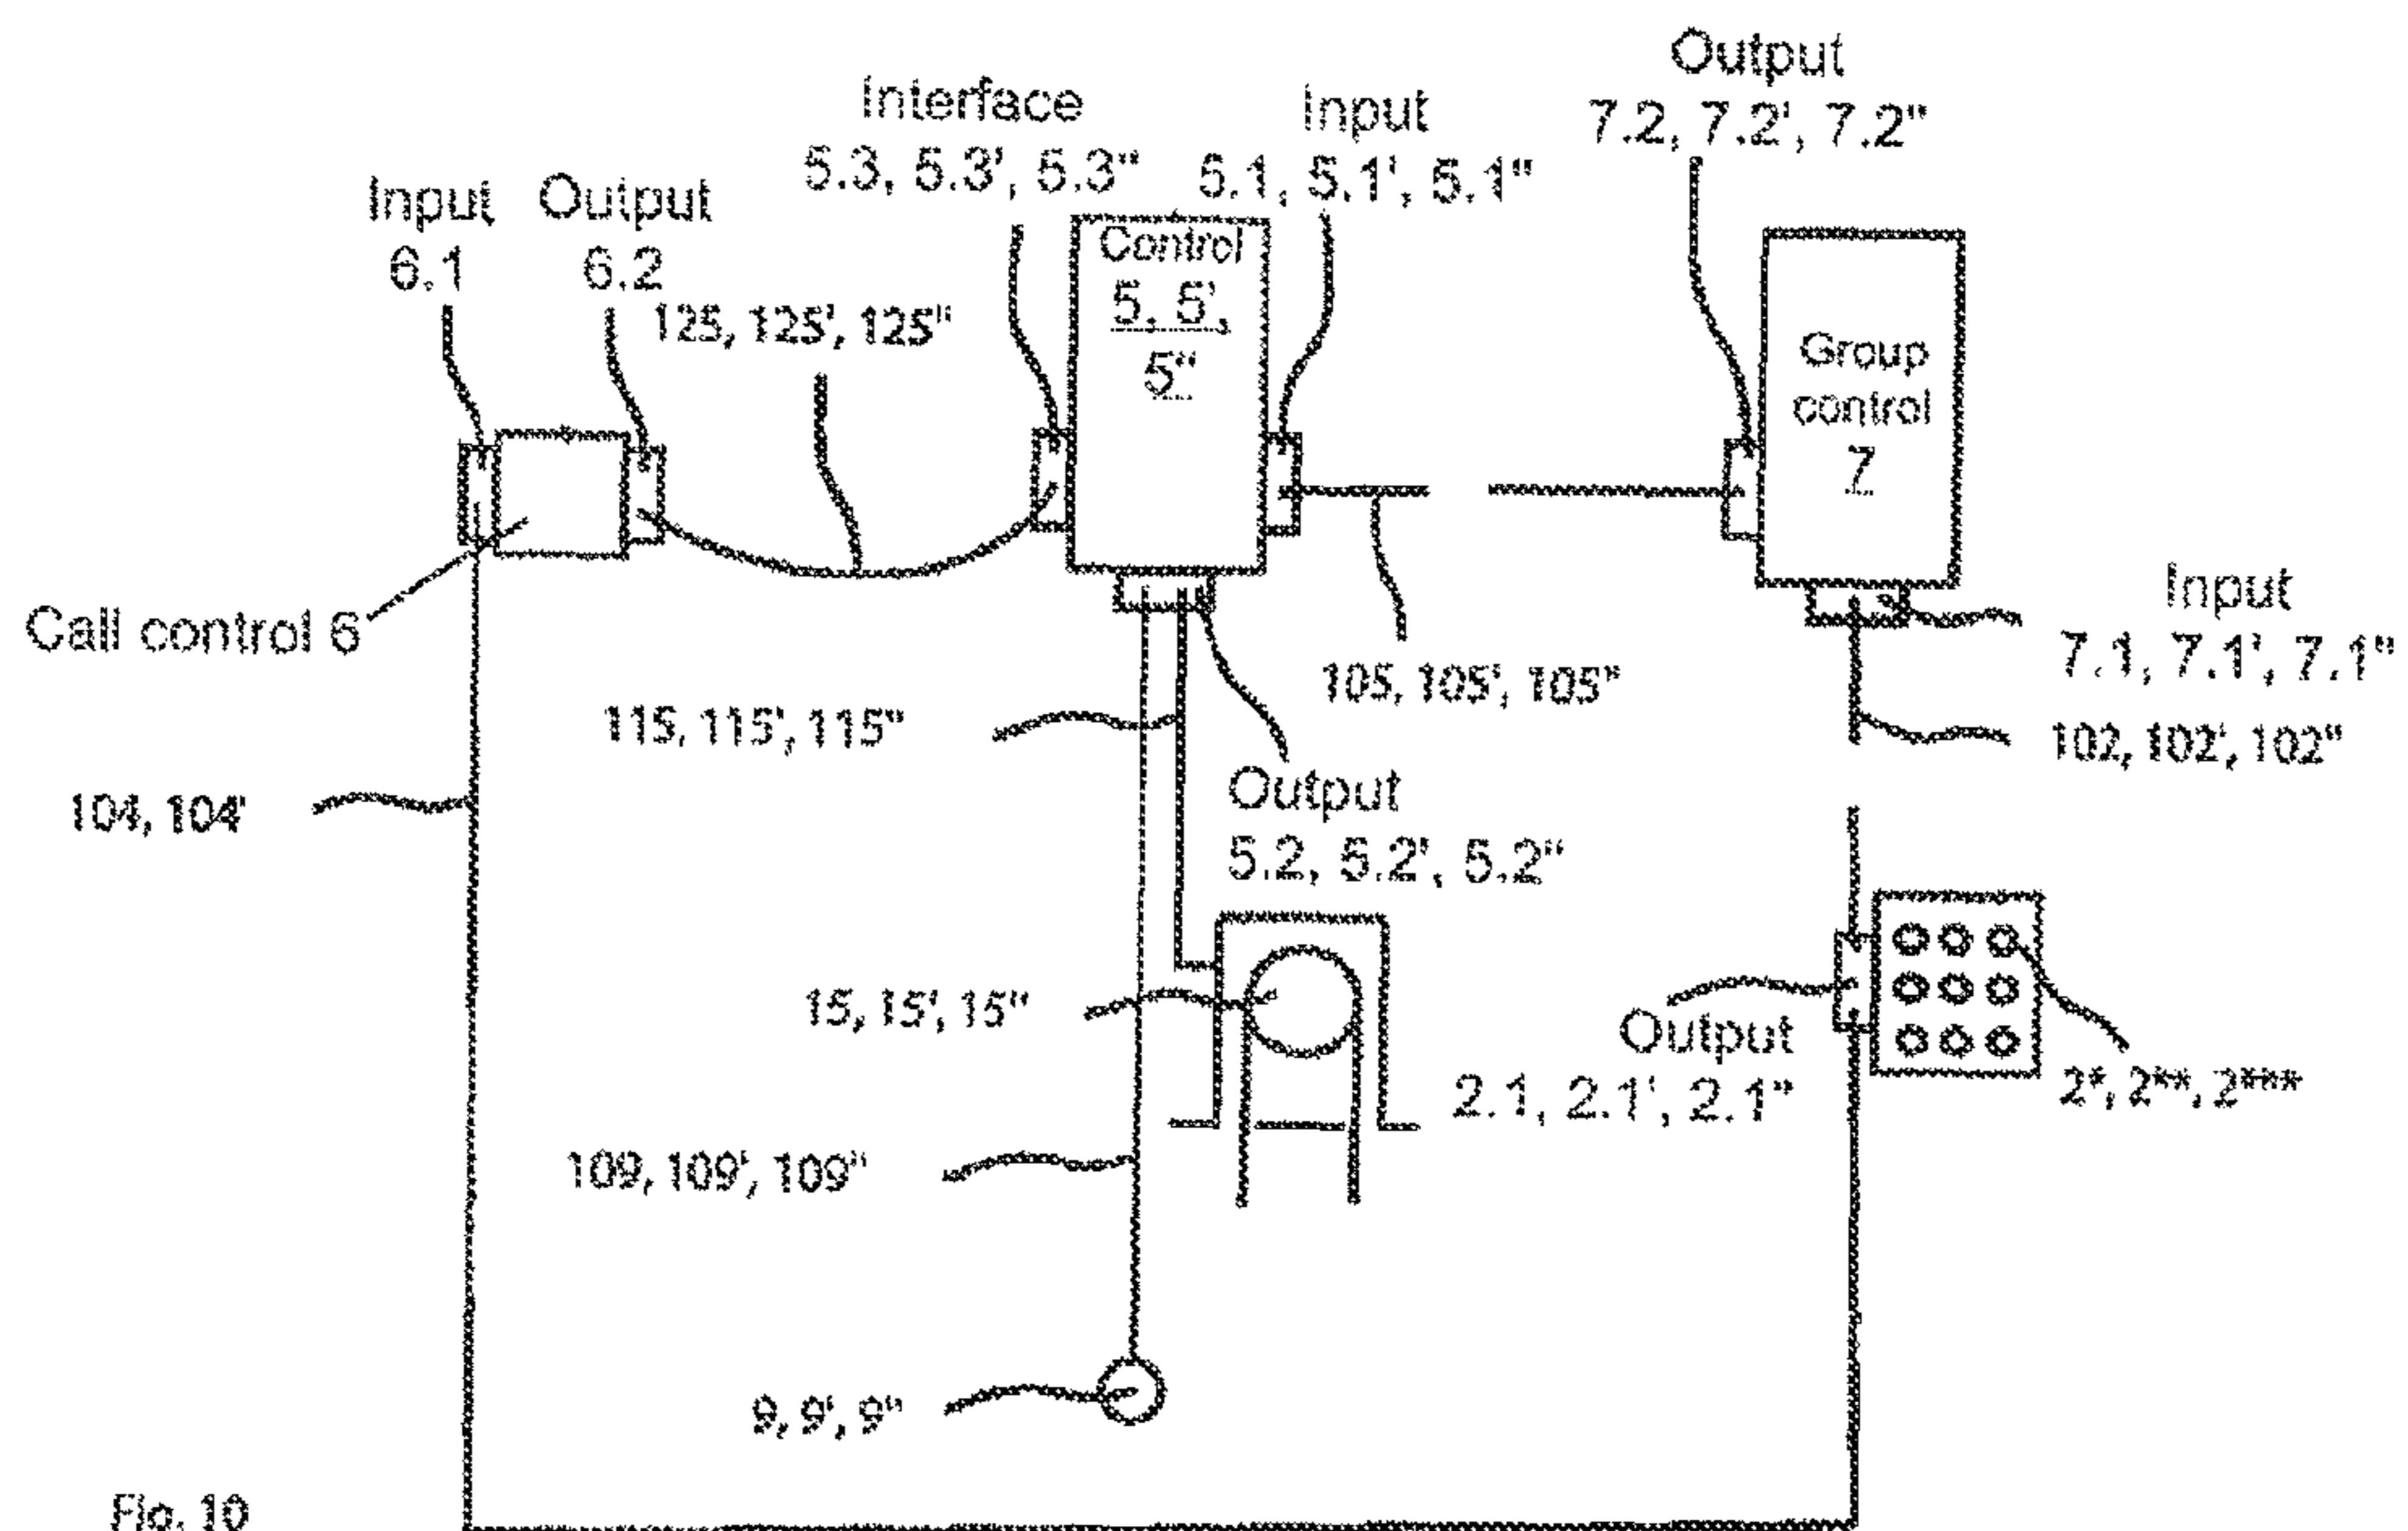 Output
7.2, 7.2', 7.2"
Interface
5.3, 5.3', 5.3"
Input
5.1, 5.1', 5.1"
Input
6.1
Output
6.2
125, 125', 125"
Control
5, 5',
5"
Group
control
7
Call control 6
Input
7.1, 7.1', 7.1"
105, 105', 105"
115, 115', 115"
102, 102', 102"
104, 104'
Output
5.2, 5.2', 5.2"
15, 15', 15"
Output
2.1, 2.1', 2.1"
2*, 2**, 2***
109, 109', 109"
9, 9', 9"
Fig. 10